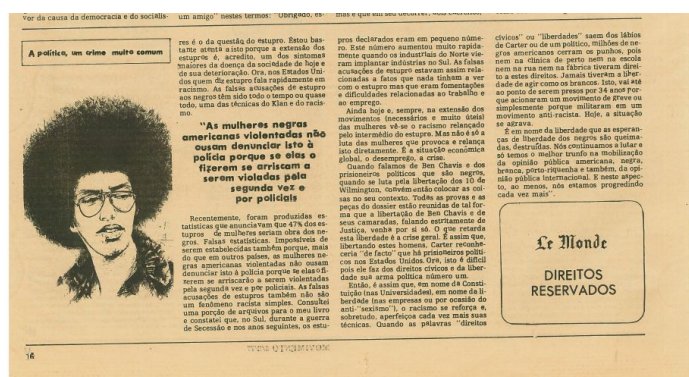 vor da causa da democracia e do socialis-
um amigo" nestes termos: "Obrigado, es-
A política, um crime muito comum
res é o da questão do estupro. Estou bas-
tante atenta a isto porque a extensão dos
estupros é, acredito, um dos sintomas
maiores da doença da sociedade de hoje e
de sua deterioração. Ora, nos Estados Uni-
dos quem diz estupro fala rapidamente em
racismo. As falsas acusações de estupro
aos negros têm sido todo o tempo ou quase
todo, uma das técnicas do Klan e do racis-
mo.
"As mulheres negras
americanas violentadas não
ousam denunciar isto à
polícia porque se elas o
fizerem se arriscam a
serem violadas pela
segunda vez e
por policiais
Recentemente, foram produzidas es-
tatísticas que anunciavam que 47% dos es-
tupros de mulheres seriam obra dos ne-
gros. Falsas estatísticas. Impossíveis de
serem estabelecidas também porque, mais
do que em outros países, as mulheres ne-
gras americanas violentadas não ousam
denunciar isto à polícia porque se elas o fi-
zerem se arriscarão a serem violentadas
pela segunda vez e por policiais. As falsas
acusações de estupros também não são
um fenômeno racista simples. Consultei
uma porção de arquivos para o meu livro
e constatei que, no Sul, durante a guerra
de Secessão e nos anos seguintes, os estu-
pros declarados eram em pequeno núme-
ro. Este número aumentou muito rapida-
mente quando os industriais do Norte vie-
ram implantar indústrias no Sul. As falsas
acusações de estupro estavam assim rela-
cionadas a fatos que nada tinham a ver
com o estupro mas que eram fomentações
e dificuldades relacionadas ao trabalho e
ao emprego.
Ainda hoje e, sempre, na extensão dos
movimentos (necessários e muito úteis)
das mulheres vê-se o racismo relançado
pelo intermédio do estupro. Mas não é só a
luta das mulheres que provoca e relança
isto diretamente. É a situação econômica
global, o desemprego, a crise.
Quando falamos de Ben Chavis e dos
prisioneiros políticos que são negros,
quando se luta pela libertação dos 10 de
Wilmington, convém então colocar as coi-
sas no seu contexto. Todas as provas e as
peças do dossier estão reunidas de tal for-
ma que a libertação de Ben Chavis e de
seus camaradas, falando estritamente de
Justiça, venha por si só. O que retarda
esta liberdade é a crise geral. E assim que,
libertando estes homens, Carter reconhe-
ceria "de facto" que há prisioneiros políti-
cos nos Estados Unidos. Ora, isto é difícil
pois ele faz dos direitos cívicos e da liber-
dade sua arma política número um.
Então, é assim que, em nome da Consti-
tuição (nas Universidades), em nome da li-
berdade (nas empresas ou por ocasião do
anti-"sexismo"), o racismo se reforça e,
sobretudo, aperfeiçoa cada vez mais suas
técnicas. Quando as palavras "direitos
cívicos" ou "liberdades" saem dos lábios
de Carter ou de um político, milhões de ne-
gros americanos cerram os punhos, pois
nem na clínica de perto nem na escola
nem na rua nem na fábrica tiveram direi-
to a estes direitos. Jamais tiveram a liber-
dade de agir como os brancos. Isto, vai até
ao ponto de serem presos por 34 anos por-
que acionaram um movimento de greve ou
simplesmente porque militaram em um
movimento anti-racista. Hoje, a situação
se agrava.
É em nome da liberdade que as esperan-
ças de liberdade dos negros são queima-
das, destruídas. Nós continuamos a lutar e
só temos o melhor trunfo na mobilização
da opinião pública americana, negra,
branca, porto-riquenha e também, da opi-
nião pública internacional. E neste aspec-
to, ao menos, nós estamos progredindo
cada vez mais".
Le Monde
DIREITOS
RESERVADOS
16